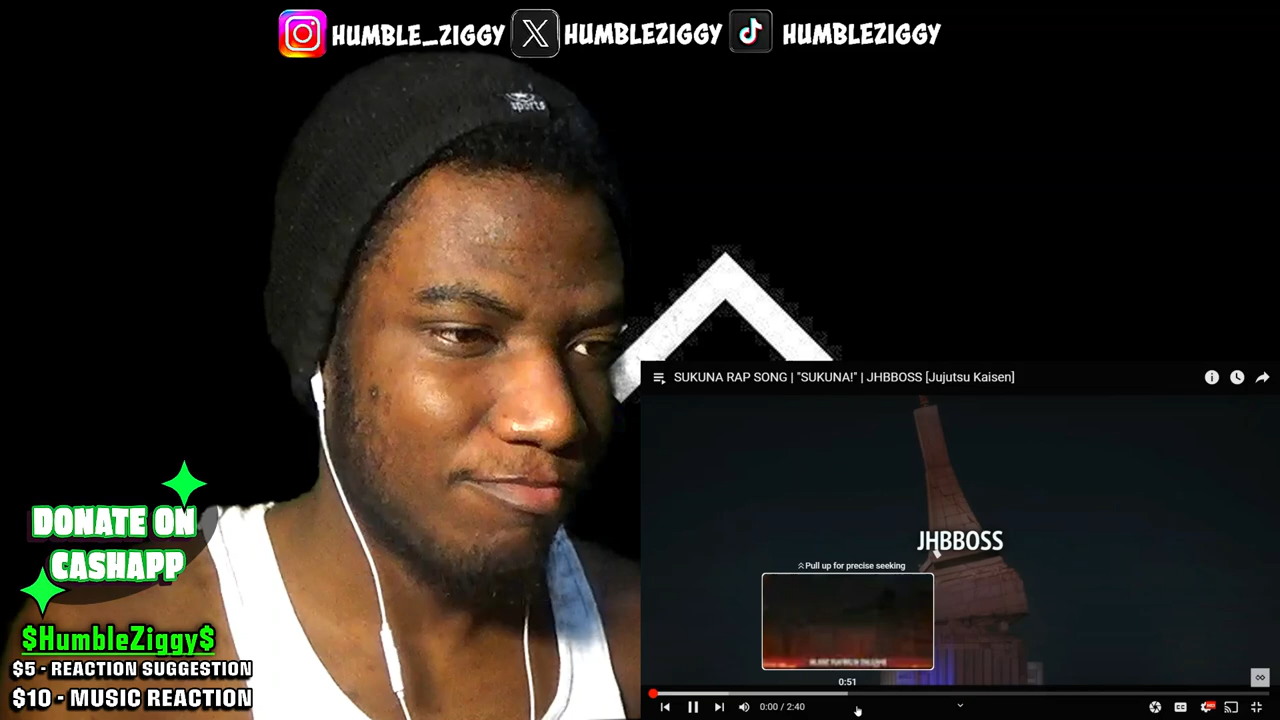 HUMBLE_ZIGGY HUMBLEZIGGY HUMBLEZIGGY
sports
SUKUNA RAP SONG | "SUKUNA!" | JHBBOSS [Jujutsu Kaisen]
DONATE ON
CASHAPP
JHBBOSS
Pull up for precise seeking
$HumbleZiggy$
$5 - REACTION SUGGESTION
$10 - MUSIC REACTION
0:51
0:00 / 2:40